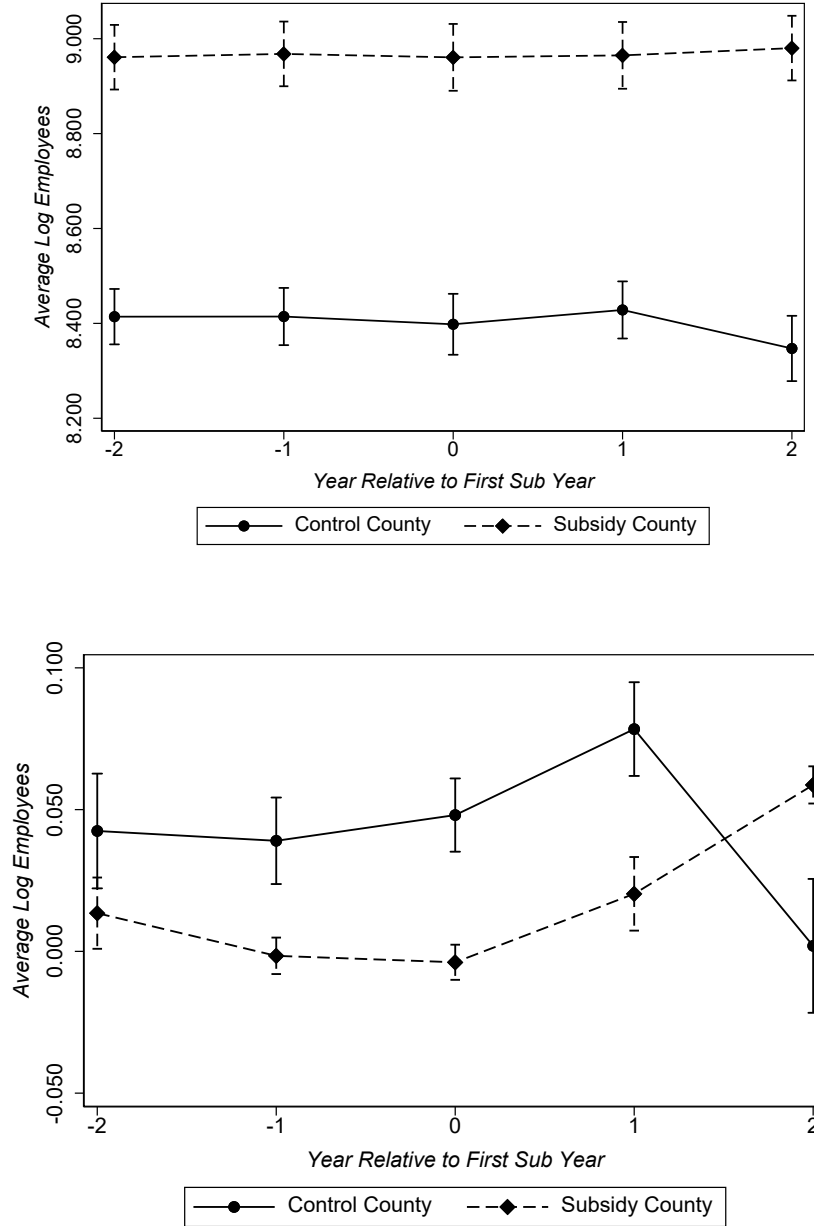 Average Log Employees
9.000
8.800
8.600
8.400
8.200
-2 -1 0 1 2
Year Relative to First Sub Year
Control County Subsidy County
Average Log Employees
0.100
0.050
0.000
-0.050
-2 -1 0 1 2
Year Relative to First Sub Year
Control County Subsidy County